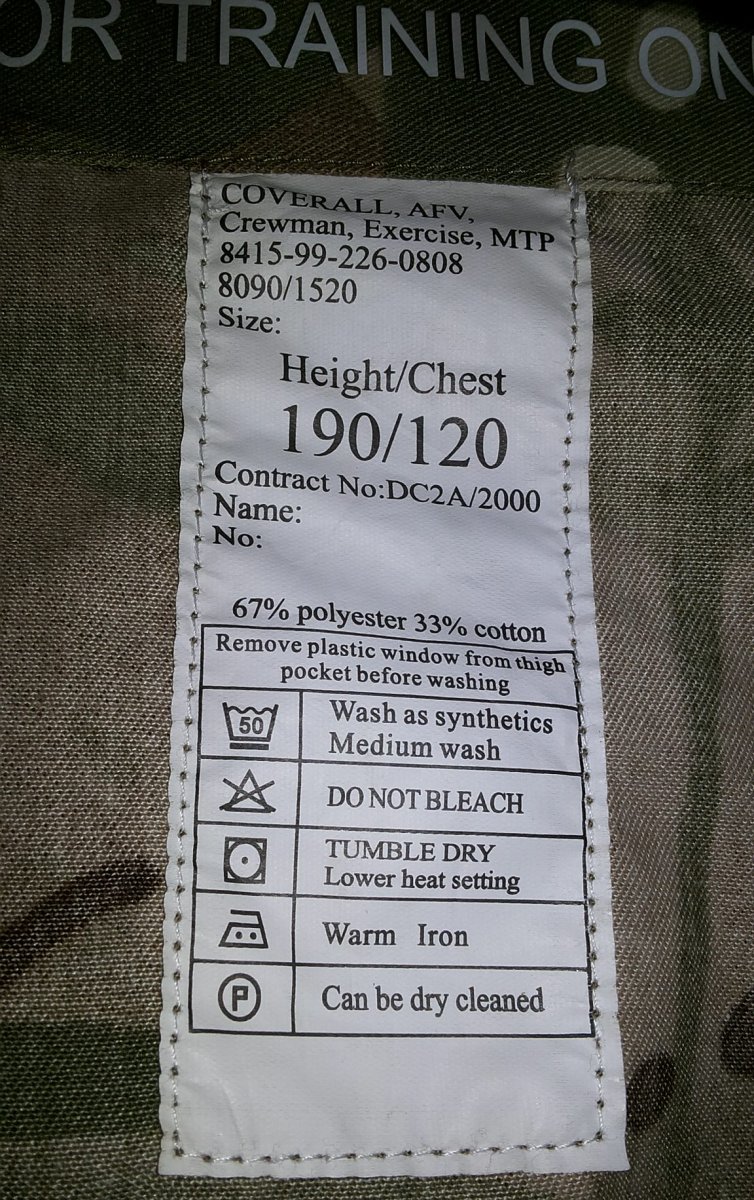 OR TRAINING ON
COVERALL, AFV,
Crewman, Exercise, MTP
8415-99-226-0808
8090/1520
Size:
Height/Chest
190/120
Contract No:DC2A/2000
Name:
No:
67% polyester 33% cotton
Remove plastic window from thigh
pocket before washing
50
Wash as synthetics
Medium wash
DO NOT BLEACH
TUMBLE DRY
Lower heat setting
Warm Iron
P
Can be dry cleaned